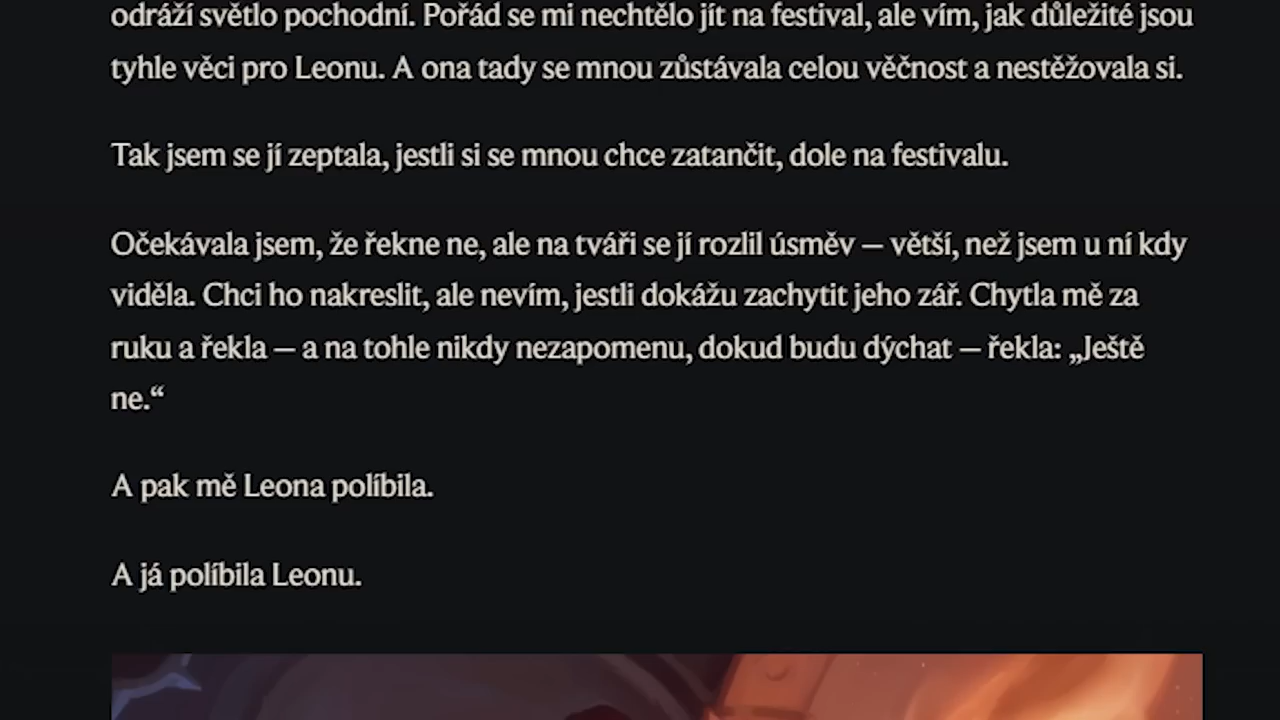 odráží světlo pochodní. Pořád se mi nechtělo jít na festival, ale vím, jak důležité jsou
tyhle věci pro Leonu. A ona tady se mnou zůstávala celou věčnost a nestěžovala si.
Tak jsem se jí zeptala, jestli si se mnou chce zatančit, dole na festivalu.
Očekávala jsem, že řekne ne, ale na tváři se jí rozlil úsměv – větší, než jsem u ní kdy
viděla. Chci ho nakreslit, ale nevím, jestli dokážu zachytit jeho zář. Chytla mě za
ruku a řekla – a na tohle nikdy nezapomenu, dokud budu dýchat – řekla: „Ještě
ne.“
A pak mě Leona políbila.
A já políbila Leonu.